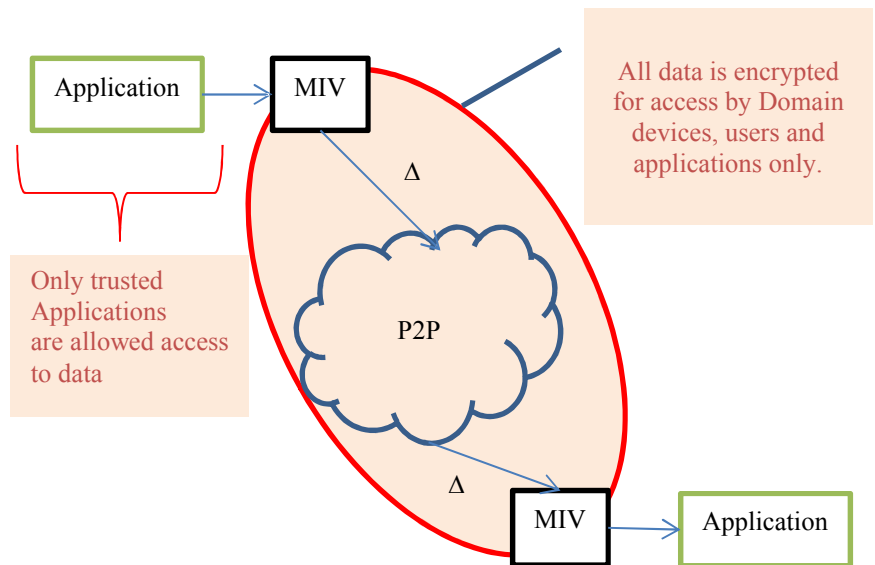 Application
MIV
All data is encrypted
for access by Domain
devices, users and
applications only.
Δ
Only trusted
Applications
are allowed access
to data
P2P
Δ
MIV
Application